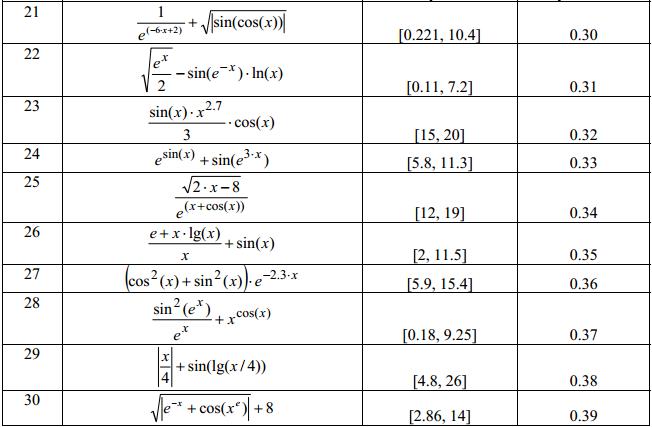 21 1/e^(−6·x+2) + √|sin(cos(x))| [0.221, 10.4] 0.30
22 √(e^x/2) − sin(e^−x)·ln(x) [0.11, 7.2] 0.31
23 sin(x)·x^2.7/3 · cos(x) [15, 20] 0.32
24 e^sin(x) + sin(e^3·x) [5.8, 11.3] 0.33
25 √(2·x−8)/e^(x+cos(x)) [12, 19] 0.34
26 (e+x·lg(x))/x + sin(x) [2, 11.5] 0.35
27 (cos²(x)+sin²(x))·e^−2.3·x [5.9, 15.4] 0.36
28 sin²(e^x)/e^x + x^cos(x) [0.18, 9.25] 0.37
29 |x/4| + sin(lg(x/4)) [4.8, 26] 0.38
30 √|e^−x + cos(x^e)| + 8 [2.86, 14] 0.39